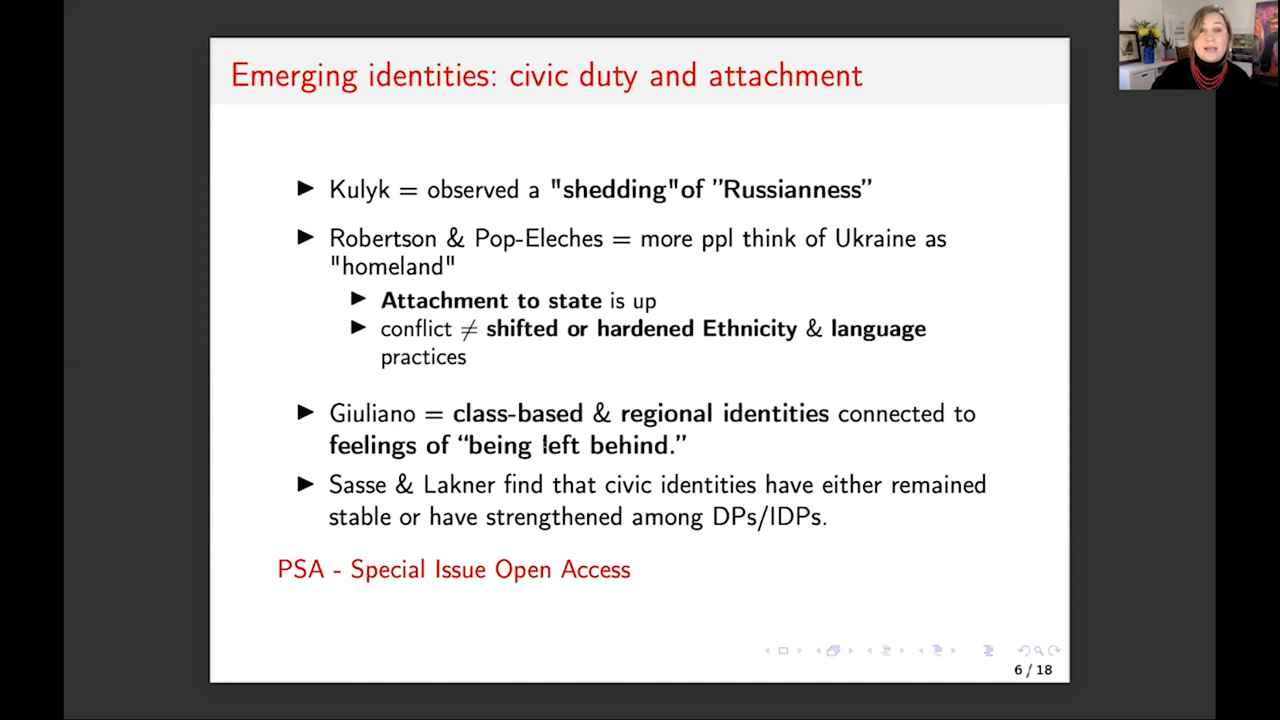 Emerging identities: civic duty and attachment
▶ Kulyk = observed a "shedding"of ”Russianness”
▶ Robertson & Pop-Eleches = more ppl think of Ukraine as
"homeland"
▶ Attachment to state is up
▶ conflict ≠ shifted or hardened Ethnicity & language
practices
▶ Giuliano = class-based & regional identities connected to
feelings of “being left behind.”
▶ Sasse & Lakner find that civic identities have either remained
stable or have strengthened among DPs/IDPs.
PSA - Special Issue Open Access
6 / 18